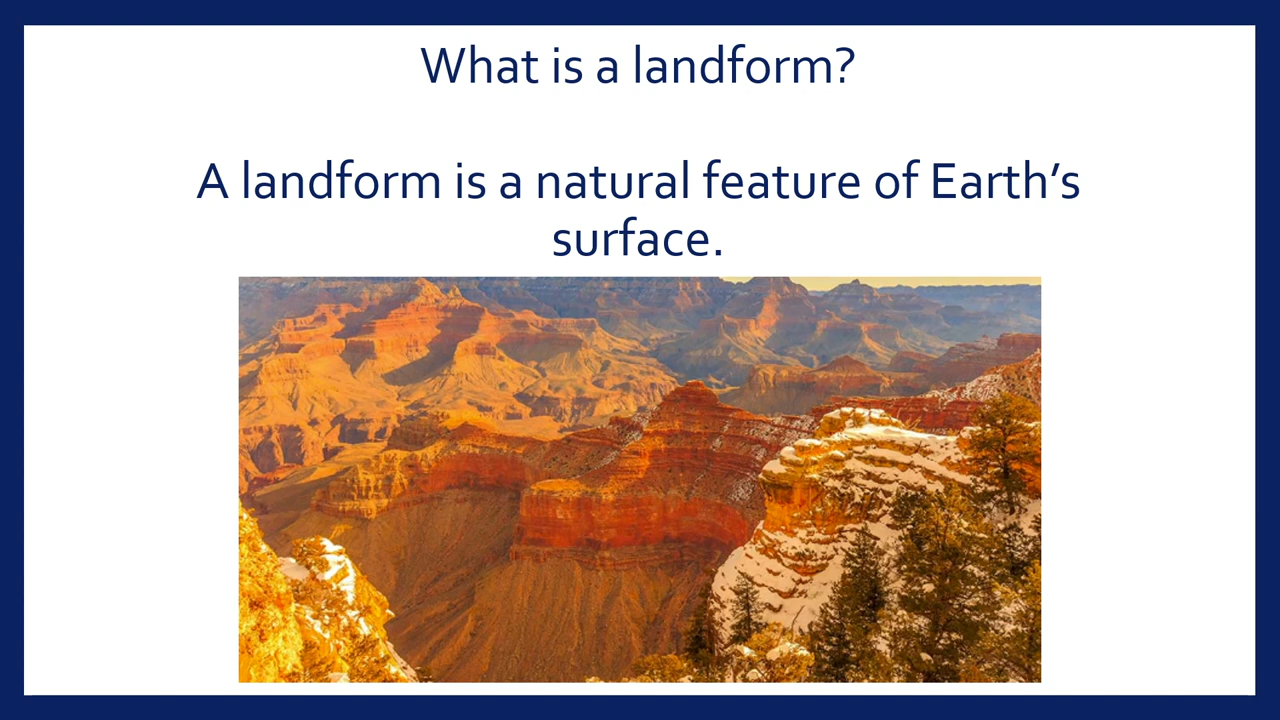 What is a landform?
A landform is a natural feature of Earth’s
surface.